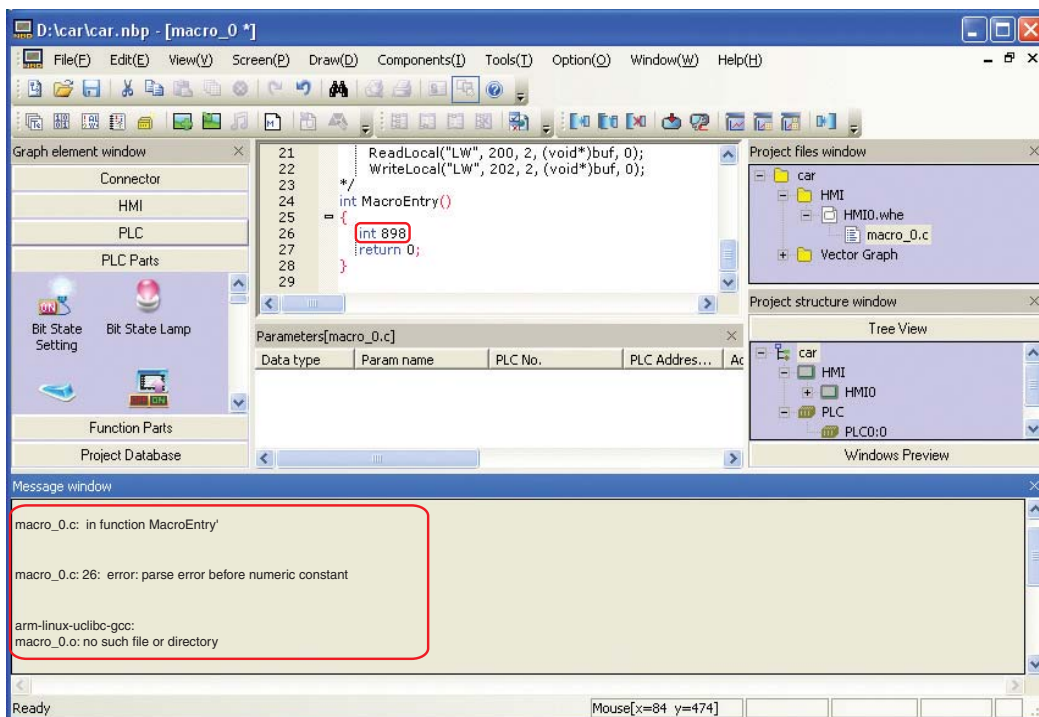 D:\car\car.nbp - [macro_0 *]
File(F) Edit(E) View(V) Screen(P) Draw(D) Components(I) Tools(T) Option(O) Window(W) Help(H)
Graph element window
Connector
HMI
PLC
PLC Parts
ON
Bit State Setting
Bit State Lamp
ON
Function Parts
Project Database
21 ReadLocal("LW", 200, 2, (void*)buf, 0);
22 WriteLocal("LW", 202, 2, (void*)buf, 0);
23 */
24 int MacroEntry()
25 {
26 int 898
27 return 0;
28 }
29
Parameters[macro_0.c]
Data type Param name PLC No. PLC Addres... Ac
Project files window
car
HMI
HMI0.whe
macro_0.c
Vector Graph
Project structure window
Tree View
car
HMI
HMI0
PLC
PLC0:0
Windows Preview
Message window
macro_0.c: in function MacroEntry'
macro_0.c: 26: error: parse error before numeric constant
arm-linux-uclibc-gcc:
macro_0.o: no such file or directory
Ready
Mouse[x=84 y=474]